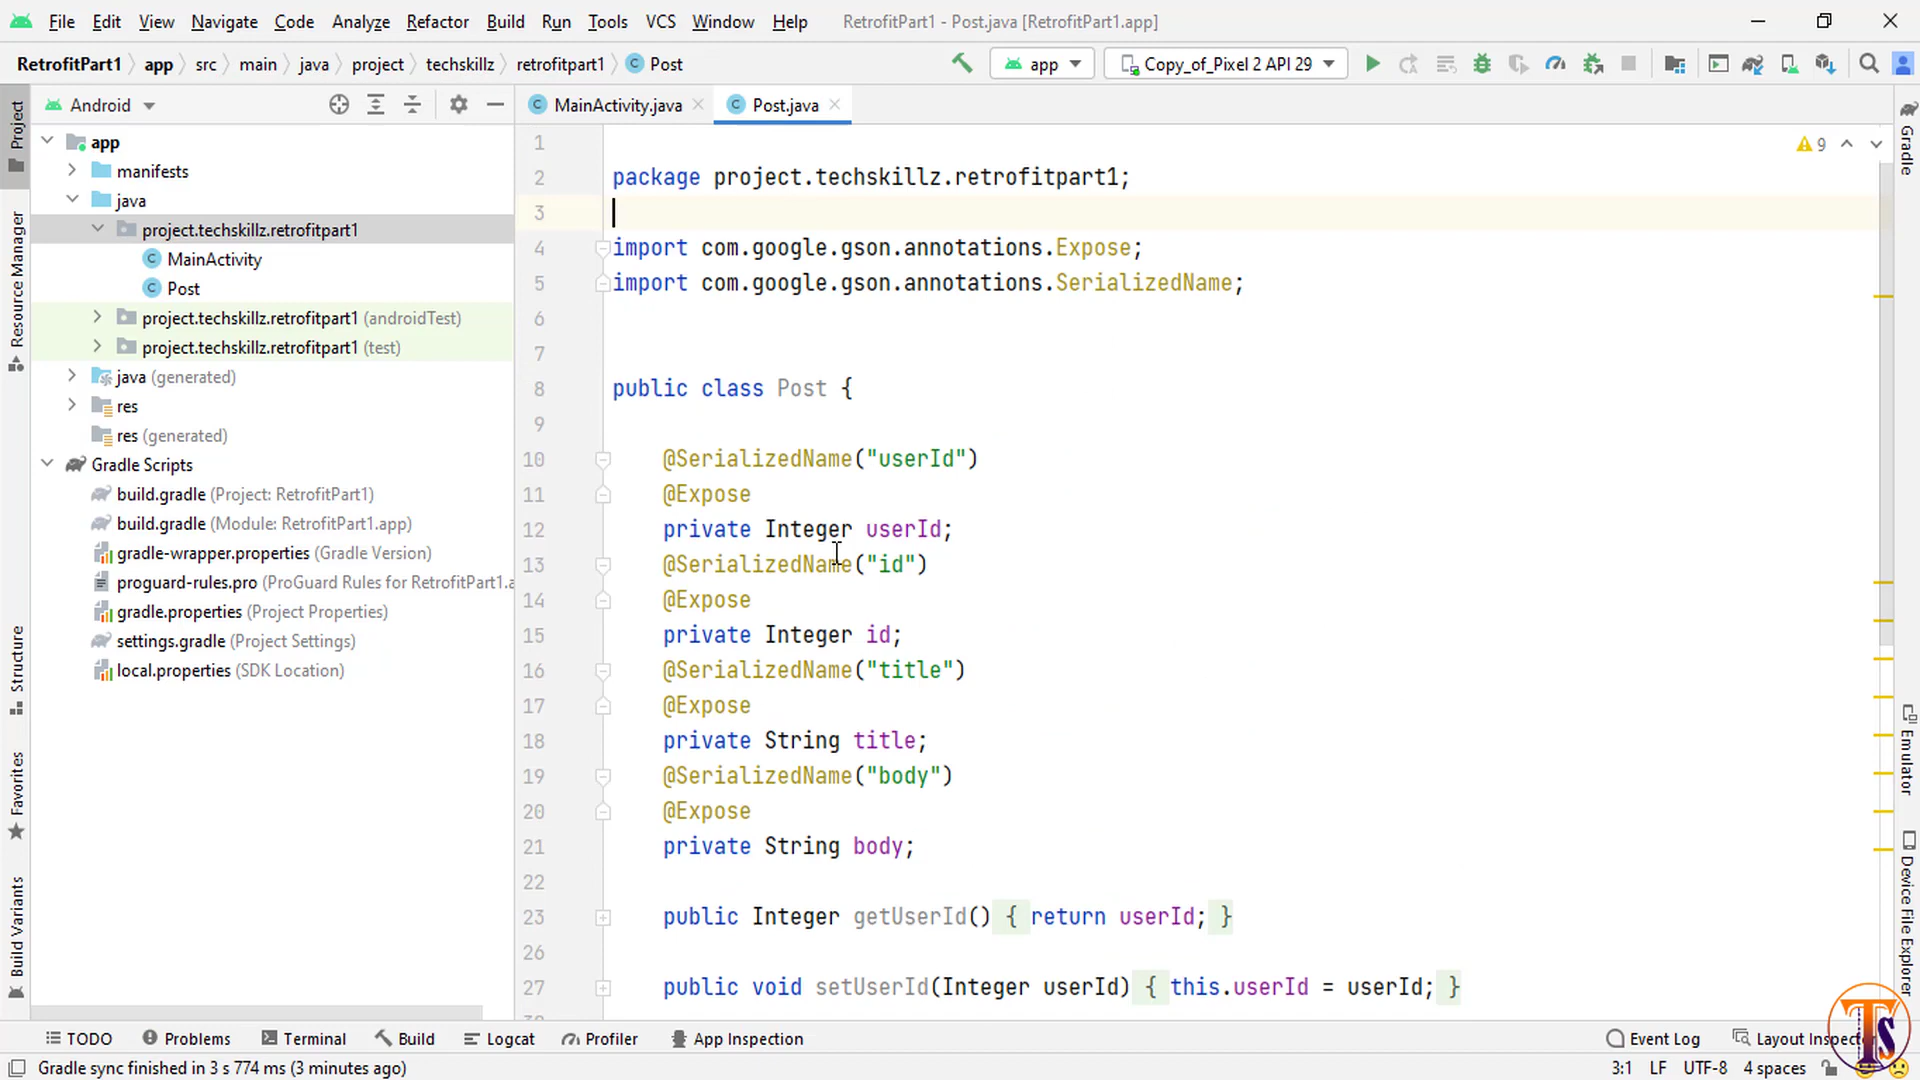 File Edit View Navigate Code Analyze Refactor Build Run Tools VCS Window Help RetrofitPart1 - Post.java [RetrofitPart1.app]
RetrofitPart1 app src main java project techskillz retrofitpart1 Post app Copy_of_Pixel 2 API 29
Android MainActivity.java Post.java
Project
Resource Manager
Structure
Favorites
Build Variants
app
manifests
java
project.techskillz.retrofitpart1
MainActivity
Post
project.techskillz.retrofitpart1 (androidTest)
project.techskillz.retrofitpart1 (test)
java (generated)
res
res (generated)
Gradle Scripts
build.gradle (Project: RetrofitPart1)
build.gradle (Module: RetrofitPart1.app)
gradle-wrapper.properties (Gradle Version)
proguard-rules.pro (ProGuard Rules for RetrofitPart1.a
gradle.properties (Project Properties)
settings.gradle (Project Settings)
local.properties (SDK Location)
9
1
2 package project.techskillz.retrofitpart1;
3
4 import com.google.gson.annotations.Expose;
5 import com.google.gson.annotations.SerializedName;
6
7
8 public class Post {
9
10 @SerializedName("userId")
11 @Expose
12 private Integer userId;
13 @SerializedName("id")
14 @Expose
15 private Integer id;
16 @SerializedName("title")
17 @Expose
18 private String title;
19 @SerializedName("body")
20 @Expose
21 private String body;
22
23 public Integer getUserId() { return userId; }
26
27 public void setUserId(Integer userId) { this.userId = userId; }
Gradle
Emulator
Device File Explorer
TODO Problems Terminal Build Logcat Profiler App Inspection Event Log Layout Inspector
TS
Gradle sync finished in 3 s 774 ms (3 minutes ago) 3:1 LF UTF-8 4 spaces